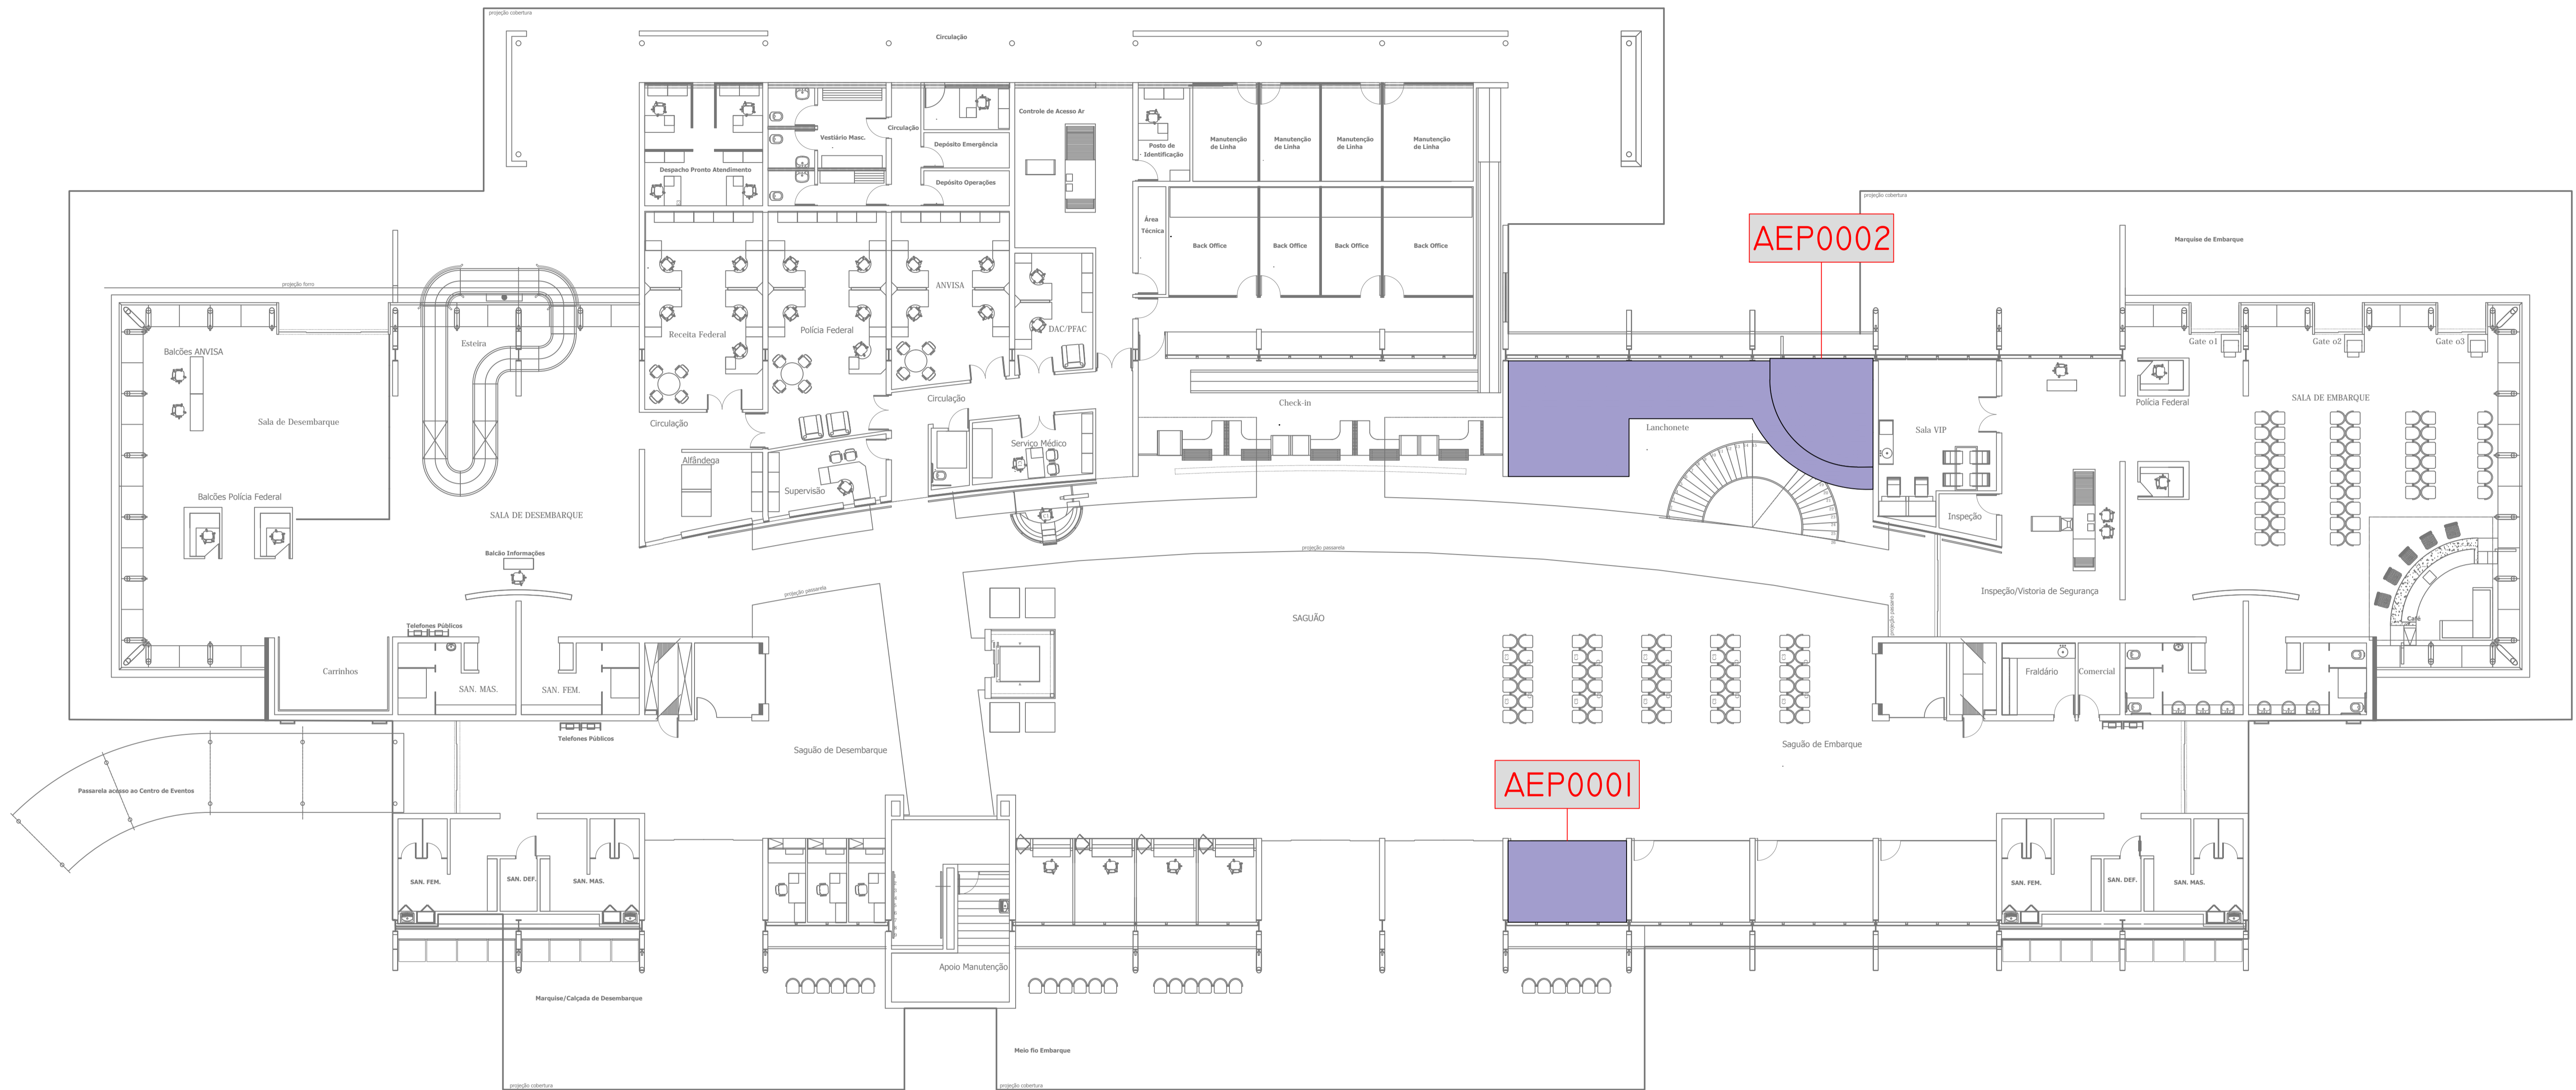 projeção cobertura
Circulação
Controle de Acesso Ar
Circulação
Vestiário Masc.
Depósito Emergência
Posto de
Identificação
Manutenção
de Linha
Manutenção
de Linha
Manutenção
de Linha
Manutenção
de Linha
Despacho Pronto Atendimento
Depósito Operações
projeção cobertura
Área
Técnica
Back Office
Back Office
Back Office
Back Office
AEP0002
Marquise de Embarque
projeção forro
ANVISA
Receita Federal
Polícia Federal
DAC/PFAC
Esteira
Balcões ANVISA
Gate 01
Gate 02
Gate 03
Sala de Desembarque
Circulação
Circulação
Check-in
Lanchonete
Sala VIP
Polícia Federal
SALA DE EMBARQUE
Serviço Médico
Alfândega
Supervisão
Balcões Polícia Federal
SALA DE DESEMBARQUE
Inspeção
Balcão Informações
projeção passarela
projeção passarela
projeção passarela
Inspeção/Vistoria de Segurança
Telefones Públicos
SAGUÃO
Café
Carrinhos
SAN. MAS.
SAN. FEM.
Fraldário
Comercial
Telefones Públicos
Saguão de Desembarque
Saguão de Embarque
Passarela acesso ao Centro de Eventos
AEP0001
SAN. FEM.
SAN. DEF.
SAN. MAS.
SAN. FEM.
SAN. DEF.
SAN. MAS.
Apoio Manutenção
Marquise/Calçada de Desembarque
Meio fio Embarque
projeção cobertura
projeção cobertura